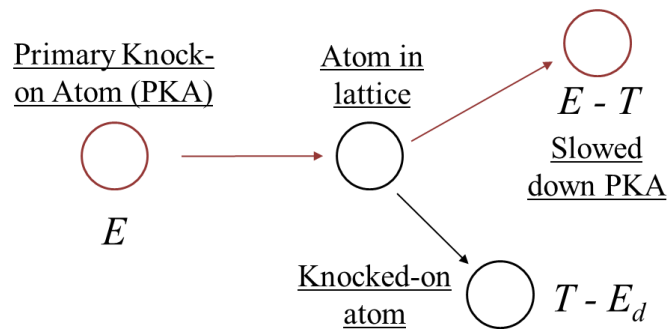 Primary Knock-
on Atom (PKA)
E
Atom in
lattice
E - T
Slowed
down PKA
Knocked-on
atom
T - E_d